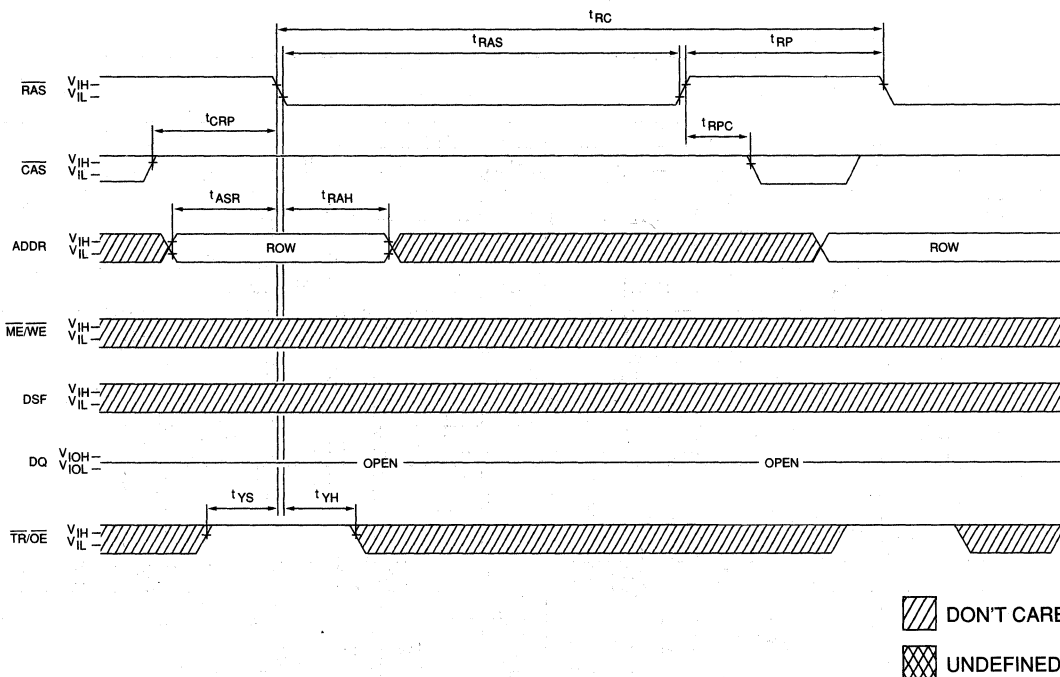 tRC
tRAS
tRP
RAS VIH VIL
tCRP
tRPC
CAS VIH VIL
tASR
tRAH
ADDR VIH VIL ROW ROW
ME/WE VIH VIL
DSF VIH VIL
DQ VIOH VIOL OPEN OPEN
tYS
tYH
TR/OE VIH VIL
DON'T CARE
UNDEFINED